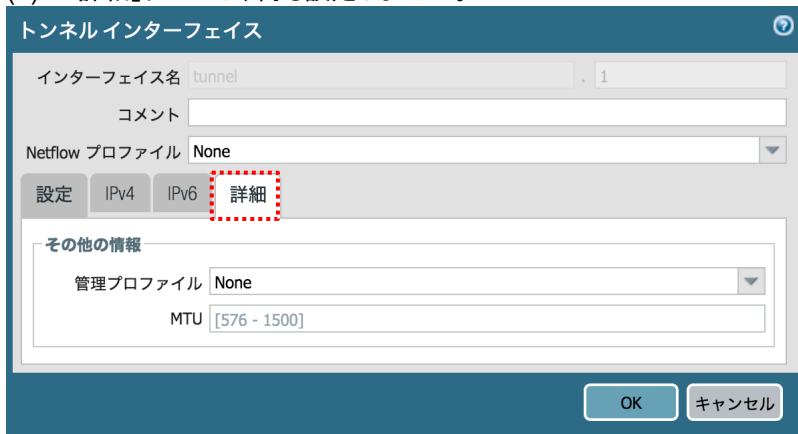 トンネル インターフェイス
インターフェイス名 tunnel . 1
コメント
Netflow プロファイル None
設定 IPv4 IPv6 詳細
その他の情報
管理プロファイル None
MTU [576 - 1500]
OK キャンセル